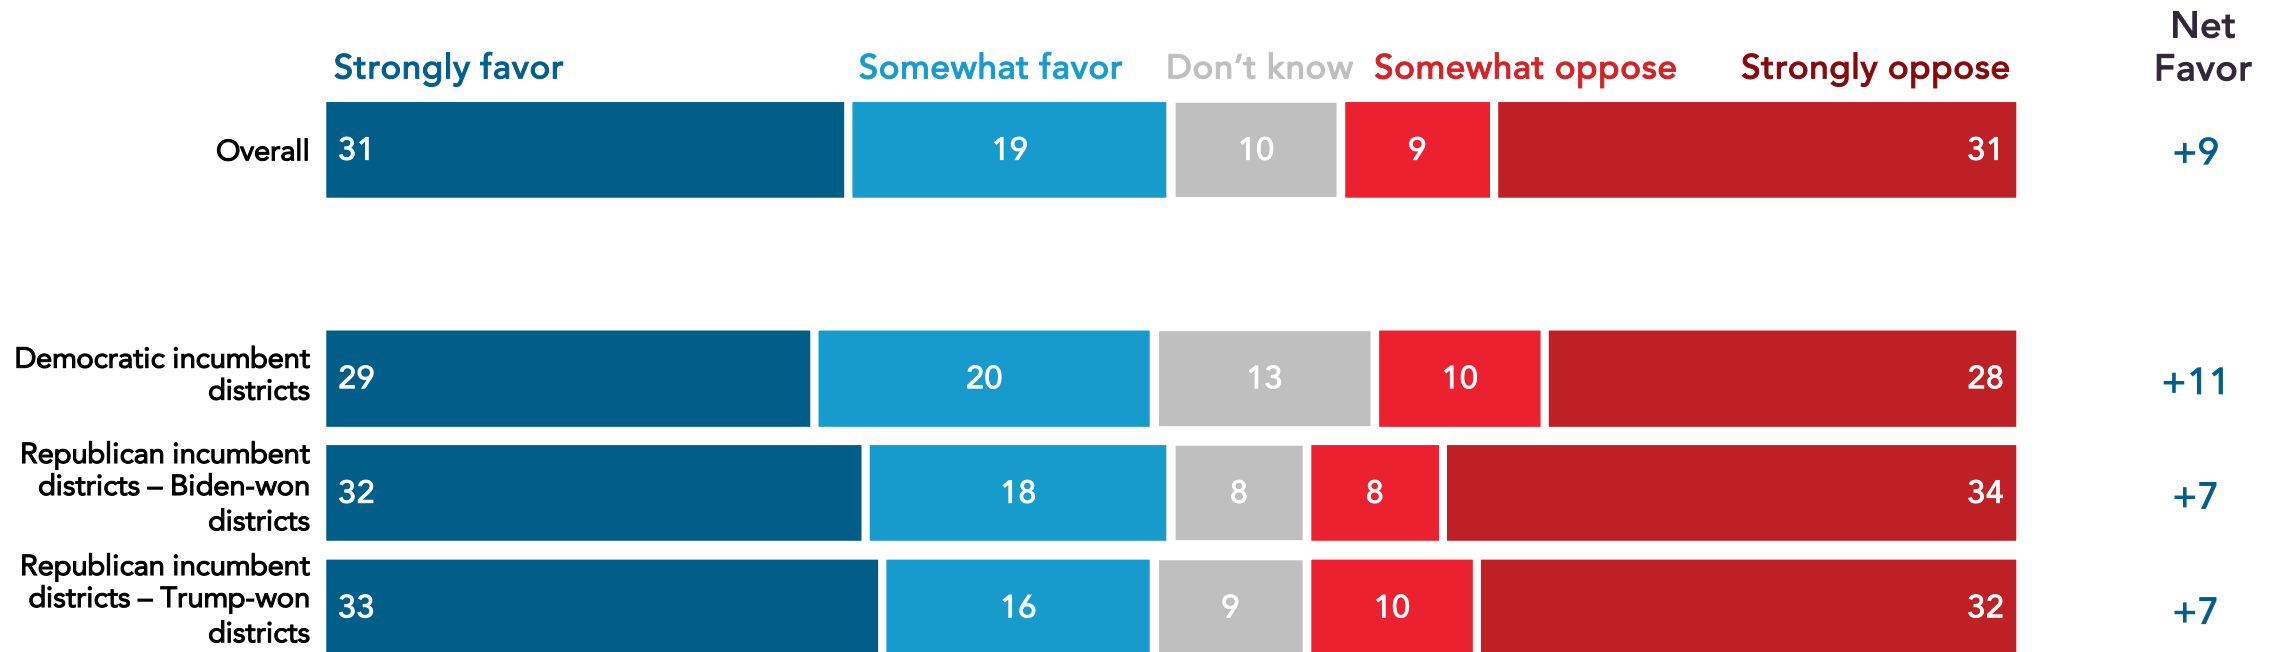 Net
Favor
Strongly favor Somewhat favor Don't know Somewhat oppose Strongly oppose
Overall 31 19 10 9 31 +9
Democratic incumbent
districts 29 20 13 10 28 +11
Republican incumbent
districts – Biden-won
districts 32 18 8 8 34 +7
Republican incumbent
districts – Trump-won
districts 33 16 9 10 32 +7